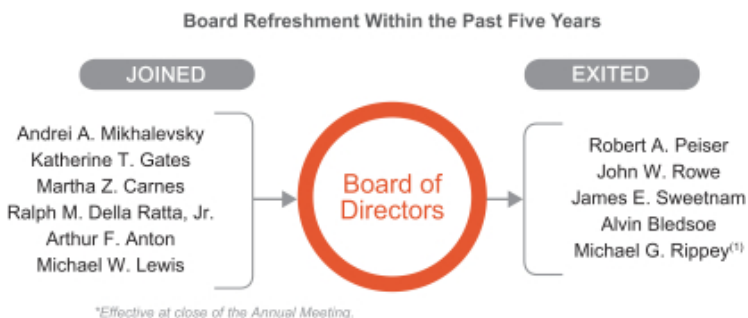 Board Refreshment Within the Past Five Years
JOINED
EXITED
Andrei A. Mikhalevsky
Katherine T. Gates
Martha Z. Carnes
Ralph M. Della Ratta, Jr.
Arthur F. Anton
Michael W. Lewis
Board of
Directors
Robert A. Peiser
John W. Rowe
James E. Sweetnam
Alvin Bledsoe
Michael G. Rippey(1)
*Effective at close of the Annual Meeting.